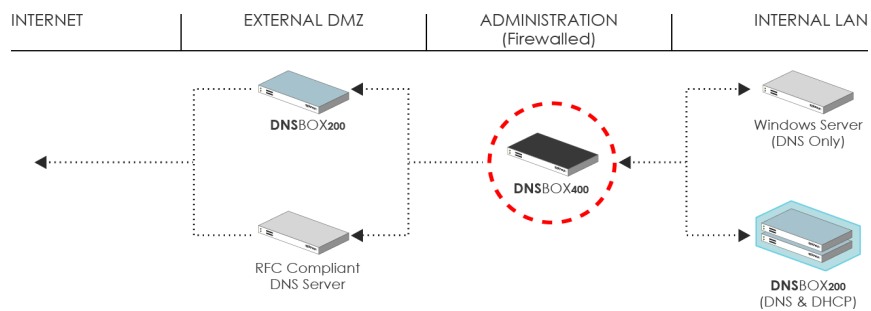 INTERNET
EXTERNAL DMZ
ADMINISTRATION
(Firewalled)
INTERNAL LAN
DNSBOX200
Windows Server
(DNS Only)
DNSBOX400
RFC Compliant
DNS Server
DNSBOX200
(DNS & DHCP)